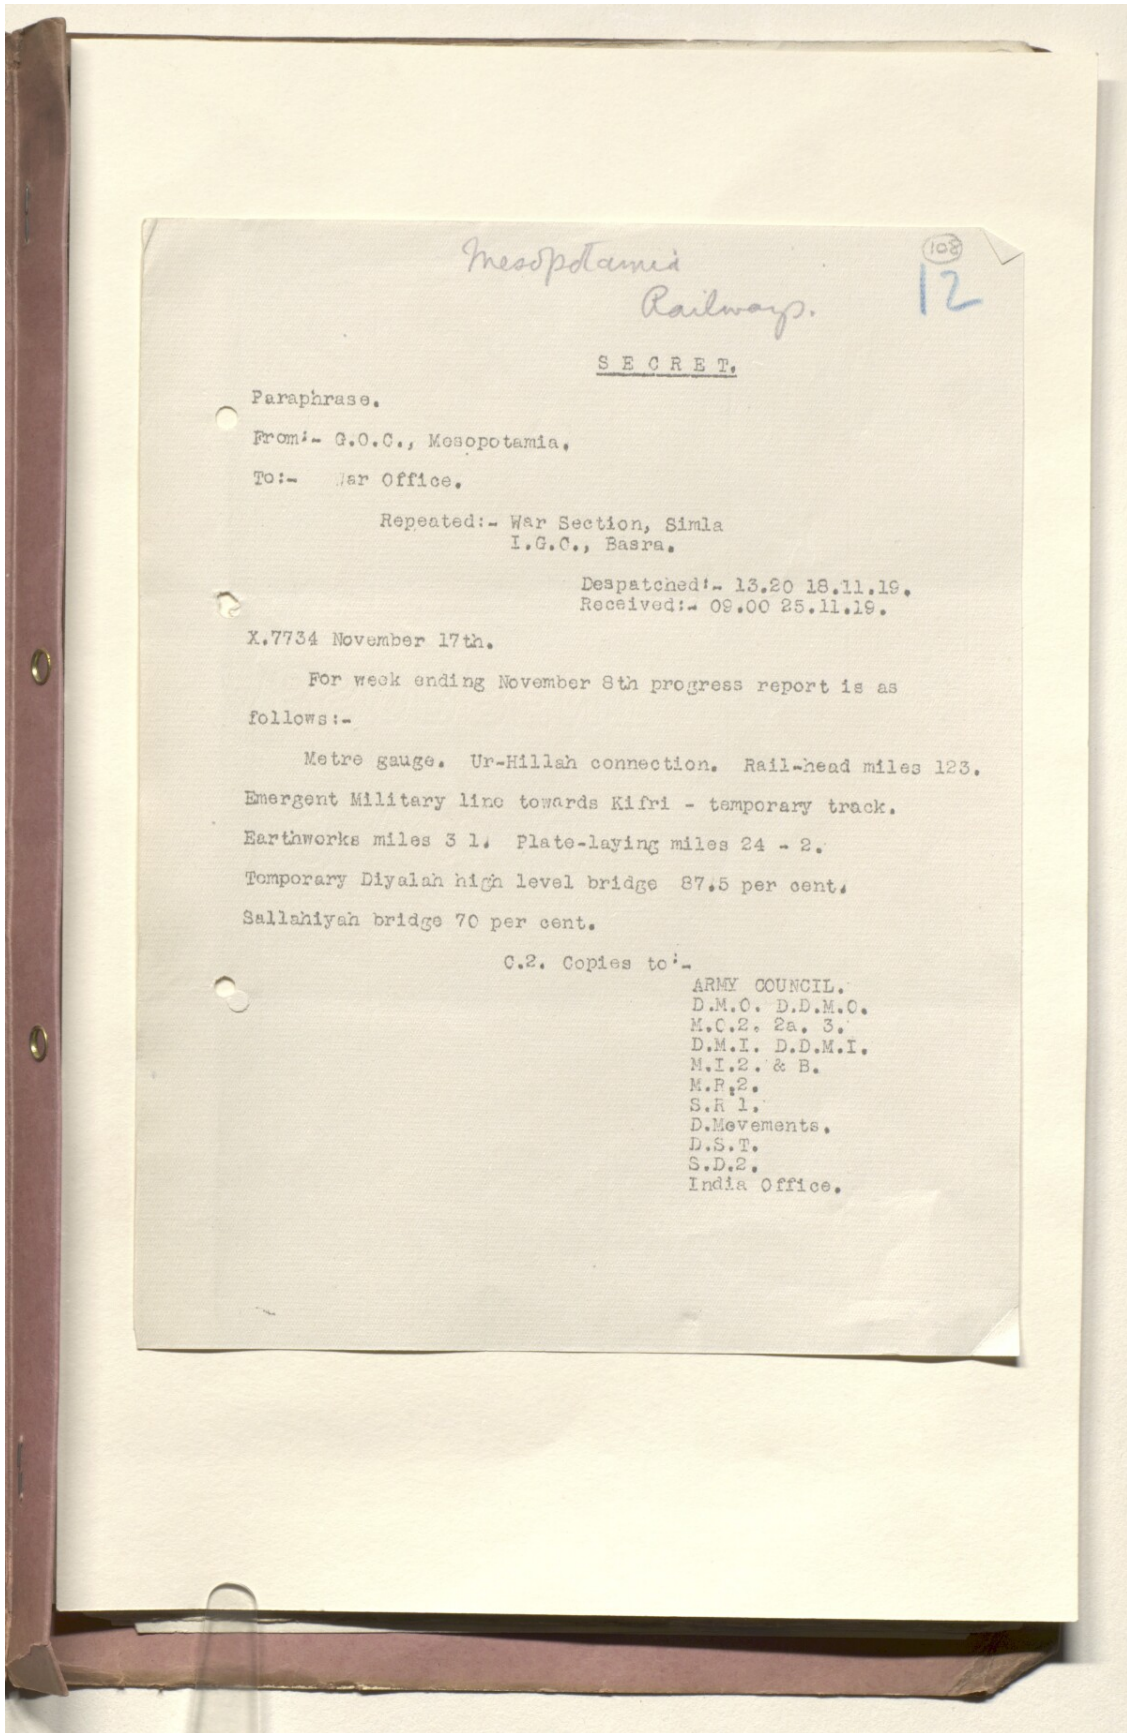 108
12
Mesopotamia
Railways.
SECRET.
Paraphrase.
From:- G.O.C., Mesopotamia.
To:- War Office.
Repeated:- War Section, Simla
I.G.C., Basra.
Despatched:- 13.20 18.11.19.
Received:- 09.00 25.11.19.
X.7734 November 17th.
For week ending November 8th progress report is as
follows:-
Metre gauge. Ur-Hillah connection. Rail-head miles 123.
Emergent Military line towards Kifri - temporary track.
Earthworks miles 3 1. Plate-laying miles 24 - 2.
Temporary Diyalah high level bridge 87.5 per cent.
Sallahiyah bridge 70 per cent.
C.2. Copies to:-
ARMY COUNCIL.
D.M.O. D.D.M.O.
M.O.2. 2a. 3.
D.M.I. D.D.M.I.
M.I.2. & B.
M.R.2.
S.R 1.
D.Movements.
D.S.T.
S.D.2.
India Office.